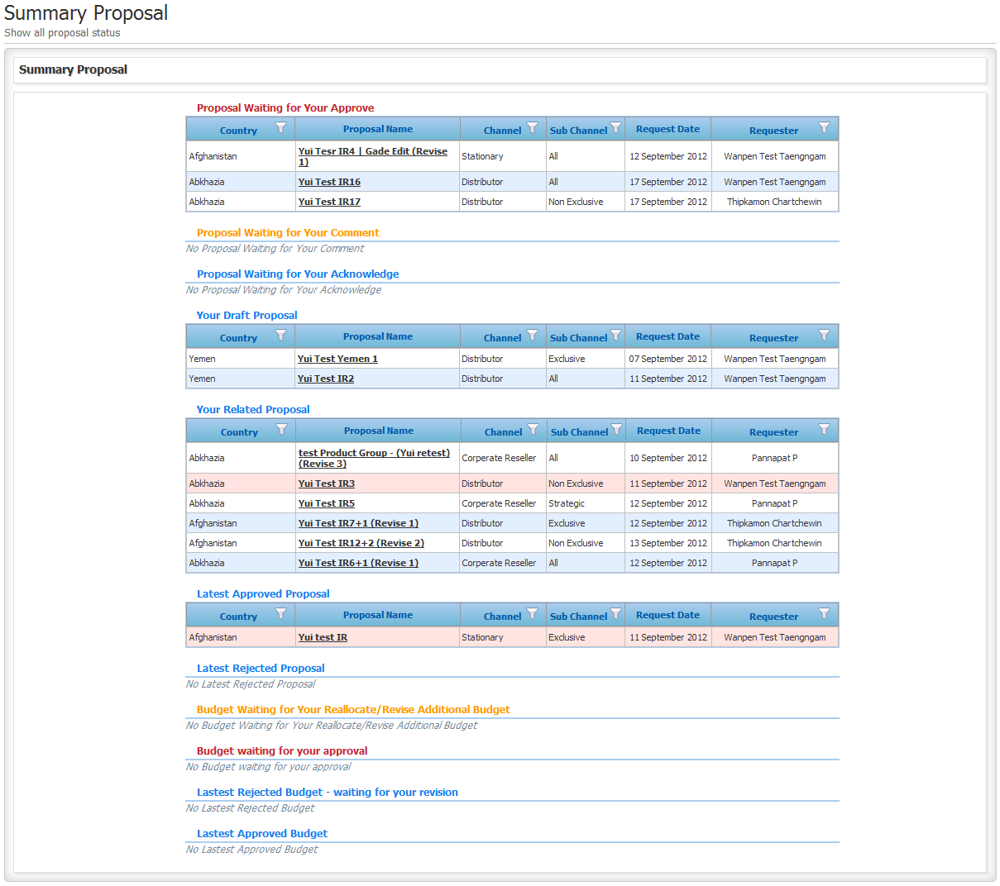 Summary Proposal
Show all proposal status
Summary Proposal
Proposal Waiting for Your Approve
Country Proposal Name Channel Sub Channel Request Date Requester
Afghanistan Yui Tesr IR4 | Gade Edit (Revise 1) Stationary All 12 September 2012 Wanpen Test Taengngam
Abkhazia Yui Test IR16 Distributor All 17 September 2012 Wanpen Test Taengngam
Abkhazia Yui Test IR17 Distributor Non Exclusive 17 September 2012 Thipkamon Chartchewin
Proposal Waiting for Your Comment
No Proposal Waiting for Your Comment
Proposal Waiting for Your Acknowledge
No Proposal Waiting for Your Acknowledge
Your Draft Proposal
Country Proposal Name Channel Sub Channel Request Date Requester
Yemen Yui Test Yemen 1 Distributor Exclusive 07 September 2012 Wanpen Test Taengngam
Yemen Yui Test IR2 Distributor All 11 September 2012 Wanpen Test Taengngam
Your Related Proposal
Country Proposal Name Channel Sub Channel Request Date Requester
Abkhazia test Product Group - (Yui retest) (Revise 3) Corperate Reseller All 10 September 2012 Pannapat P
Abkhazia Yui Test IR3 Distributor Non Exclusive 11 September 2012 Wanpen Test Taengngam
Abkhazia Yui Test IR5 Corperate Reseller Strategic 12 September 2012 Pannapat P
Afghanistan Yui Test IR7+1 (Revise 1) Distributor Exclusive 12 September 2012 Thipkamon Chartchewin
Afghanistan Yui Test IR12+2 (Revise 2) Distributor Non Exclusive 13 September 2012 Thipkamon Chartchewin
Abkhazia Yui Test IR6+1 (Revise 1) Corperate Reseller All 12 September 2012 Pannapat P
Latest Approved Proposal
Country Proposal Name Channel Sub Channel Request Date Requester
Afghanistan Yui test IR Stationary Exclusive 11 September 2012 Wanpen Test Taengngam
Latest Rejected Proposal
No Latest Rejected Proposal
Budget Waiting for Your Reallocate/Revise Additional Budget
No Budget Waiting for Your Reallocate/Revise Additional Budget
Budget waiting for your approval
No Budget waiting for your approval
Lastest Rejected Budget - waiting for your revision
No Lastest Rejected Budget
Lastest Approved Budget
No Lastest Approved Budget